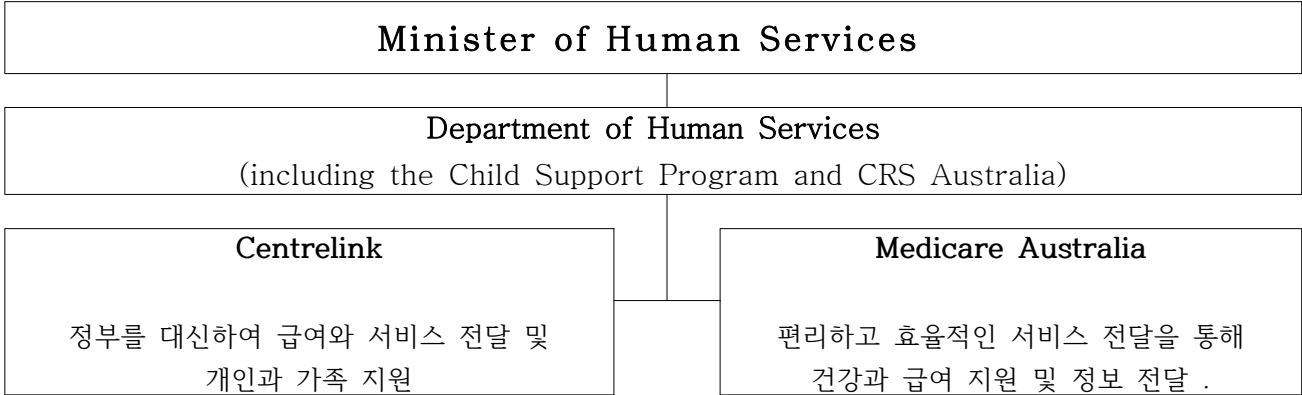 Minister of Human Services
Department of Human Services
(including the Child Support Program and CRS Australia)
Centrelink
정부를 대신하여 급여와 서비스 전달 및
개인과 가족 지원
Medicare Australia
편리하고 효율적인 서비스 전달을 통해
건강과 급여 지원 및 정보 전달 .